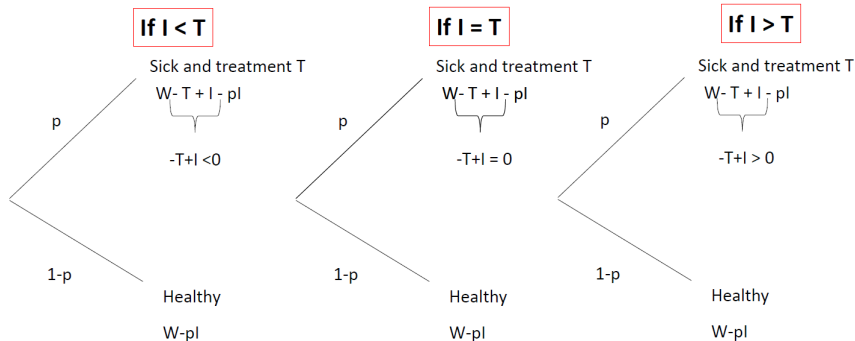 If I < T
Sick and treatment T
W- T + I - pI
p
-T+I <0
1-p
Healthy
W-pI
If I = T
Sick and treatment T
W- T + I - pI
p
-T+I = 0
1-p
Healthy
W-pI
If I > T
Sick and treatment T
W- T + I - pI
p
-T+I > 0
1-p
Healthy
W-pI